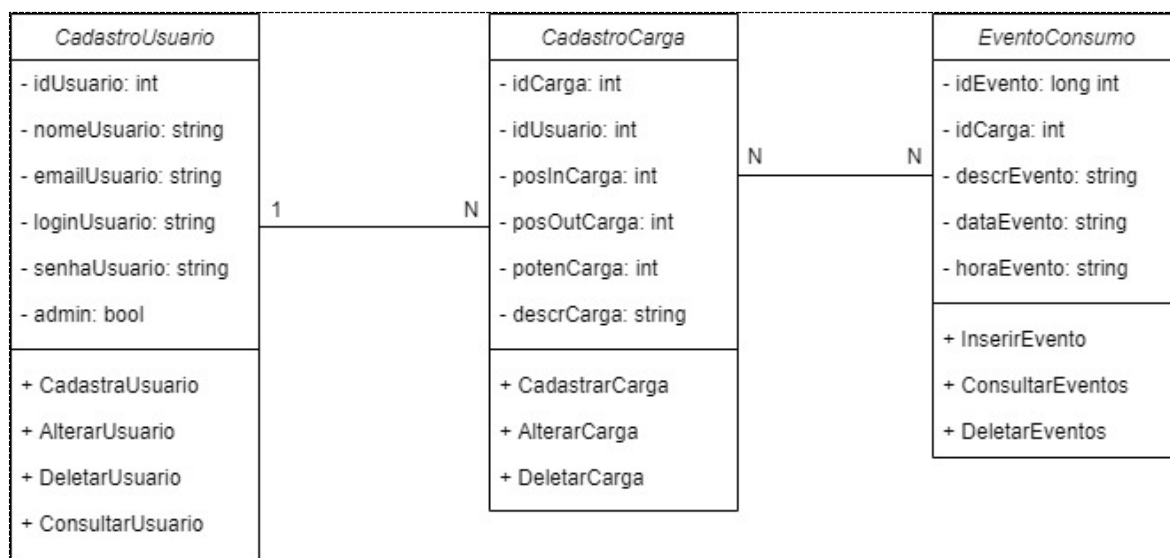 CadastroUsuario
- idUsuario: int
- nomeUsuario: string
- emailUsuario: string
- loginUsuario: string
- senhaUsuario: string
- admin: bool
+ CadastraUsuario
+ AlterarUsuario
+ DeletarUsuario
+ ConsultarUsuario
1
N
CadastroCarga
- idCarga: int
- idUsuario: int
- posInCarga: int
- posOutCarga: int
- potenCarga: int
- descrCarga: string
+ CadastrarCarga
+ AlterarCarga
+ DeletarCarga
N
N
EventoConsumo
- idEvento: long int
- idCarga: int
- descrEvento: string
- dataEvento: string
- horaEvento: string
+ InserirEvento
+ ConsultarEventos
+ DeletarEventos